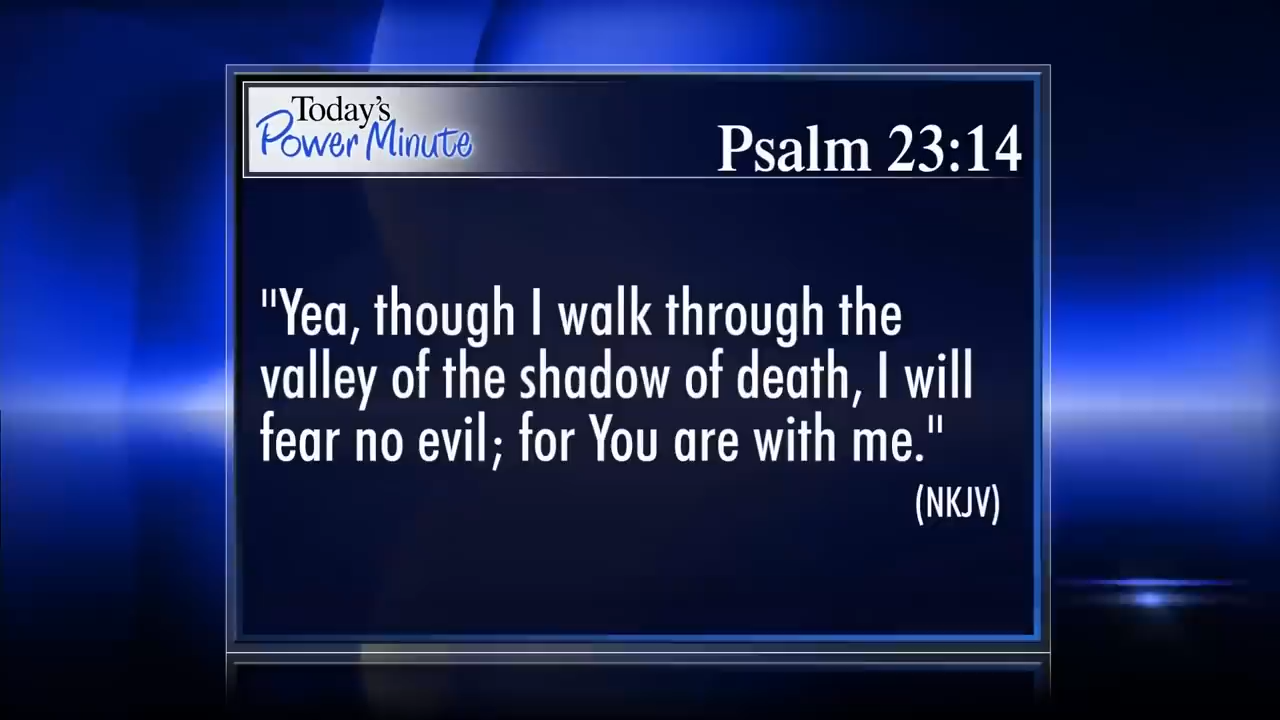 Today's
Power Minute
Psalm 23:14
"Yea, though I walk through the
valley of the shadow of death, I will
fear no evil; for You are with me."
(NKJV)